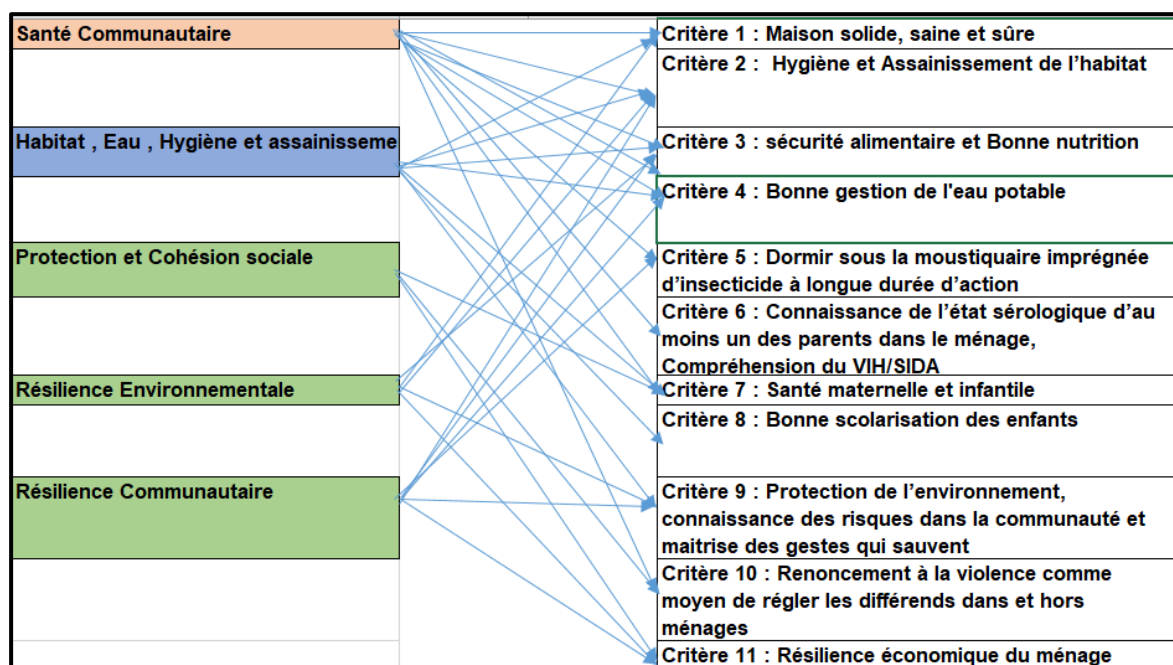 Santé Communautaire
Habitat , Eau , Hygiène et assainisseme
Protection et Cohésion sociale
Résilience Environnementale
Résilience Communautaire
Critère 1 : Maison solide, saine et sûre
Critère 2 :  Hygiène et Assainissement de l’habitat
Critère 3 : sécurité alimentaire et Bonne nutrition
Critère 4 : Bonne gestion de l'eau potable
Critère 5 : Dormir sous la moustiquaire imprégnée
d’insecticide à longue durée d’action
Critère 6 : Connaissance de l’état sérologique d’au
moins un des parents dans le ménage,
Compréhension du VIH/SIDA
Critère 7 : Santé maternelle et infantile
Critère 8 : Bonne scolarisation des enfants
Critère 9 : Protection de l’environnement,
connaissance des risques dans la communauté et
maitrise des gestes qui sauvent
Critère 10 : Renoncement à la violence comme
moyen de régler les différends dans et hors
ménages
Critère 11 : Résilience économique du ménage